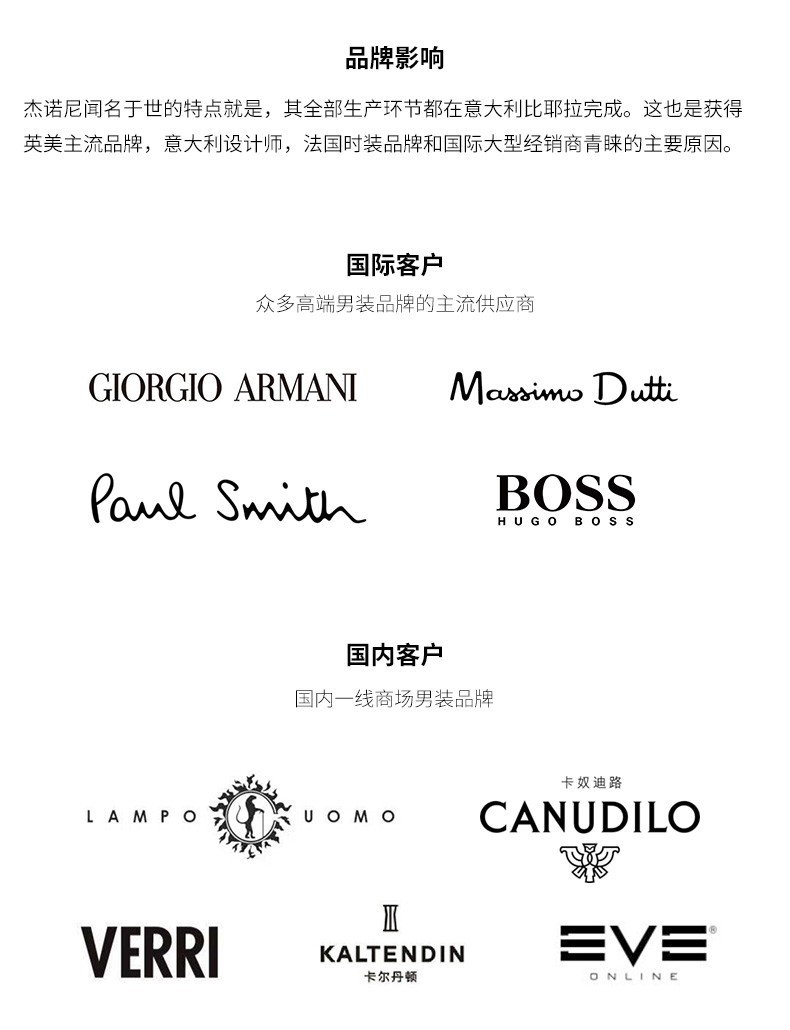 品牌影响
杰诺尼闻名于世的特点就是，其全部生产环节都在意大利比耶拉完成。这也是获得
英美主流品牌，意大利设计师，法国时装品牌和国际大型经销商青睐的主要原因。
国际客户
众多高端男装品牌的主流供应商
GIORGIO ARMANI
Massimo Dutti
Paul Smith
BOSS
HUGO BOSS
国内客户
国内一线商场男装品牌
LAMPO UOMO
卡奴迪路
CANUDILO
VERRI
KALTENDIN
卡尔丹顿
EVE®
ONLINE